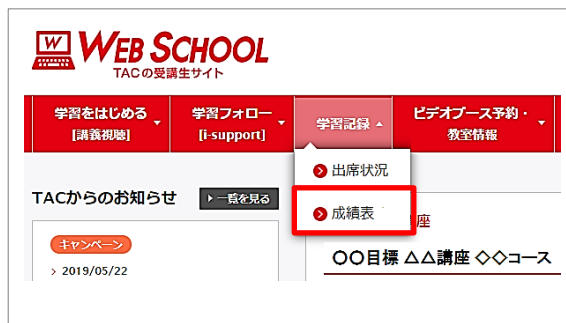 W WEB SCHOOL
TACの受講生サイト
学習をはじめる
[講義視聴]
学習フォロー
[i-support]
学習記録
ビデオブース予約・
教室情報
出席状況
成績表
TACからのお知らせ
一覧を見る
座
キャンペーン
〇〇目標 △△講座 ◇◇コース
> 2019/05/22